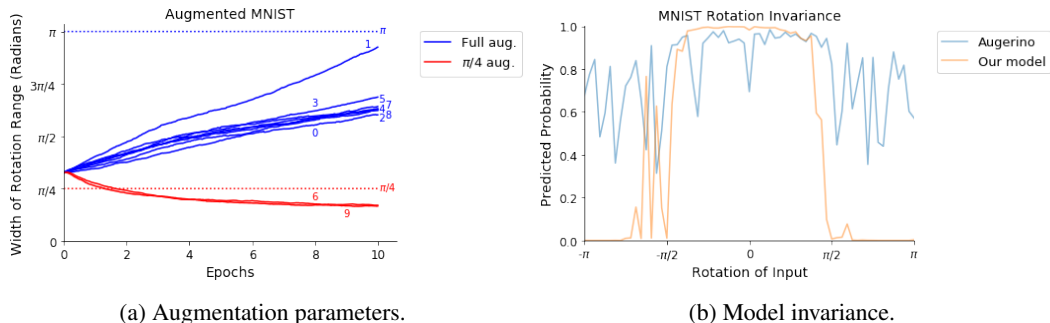 Augmented MNIST
Width of Rotation Range (Radians)
π
3π/4
π/2
π/4
0
0 2 4 6 8 10
Epochs
1
π
3
5
7
4
2 8
0
π/4
6
9
Full aug.
π/4 aug.
(a) Augmentation parameters.
MNIST Rotation Invariance
Predicted Probability
1.0
0.8
0.6
0.4
0.2
0.0
-π -π/2 0 π/2 π
Rotation of Input
Augerino
Our model
(b) Model invariance.